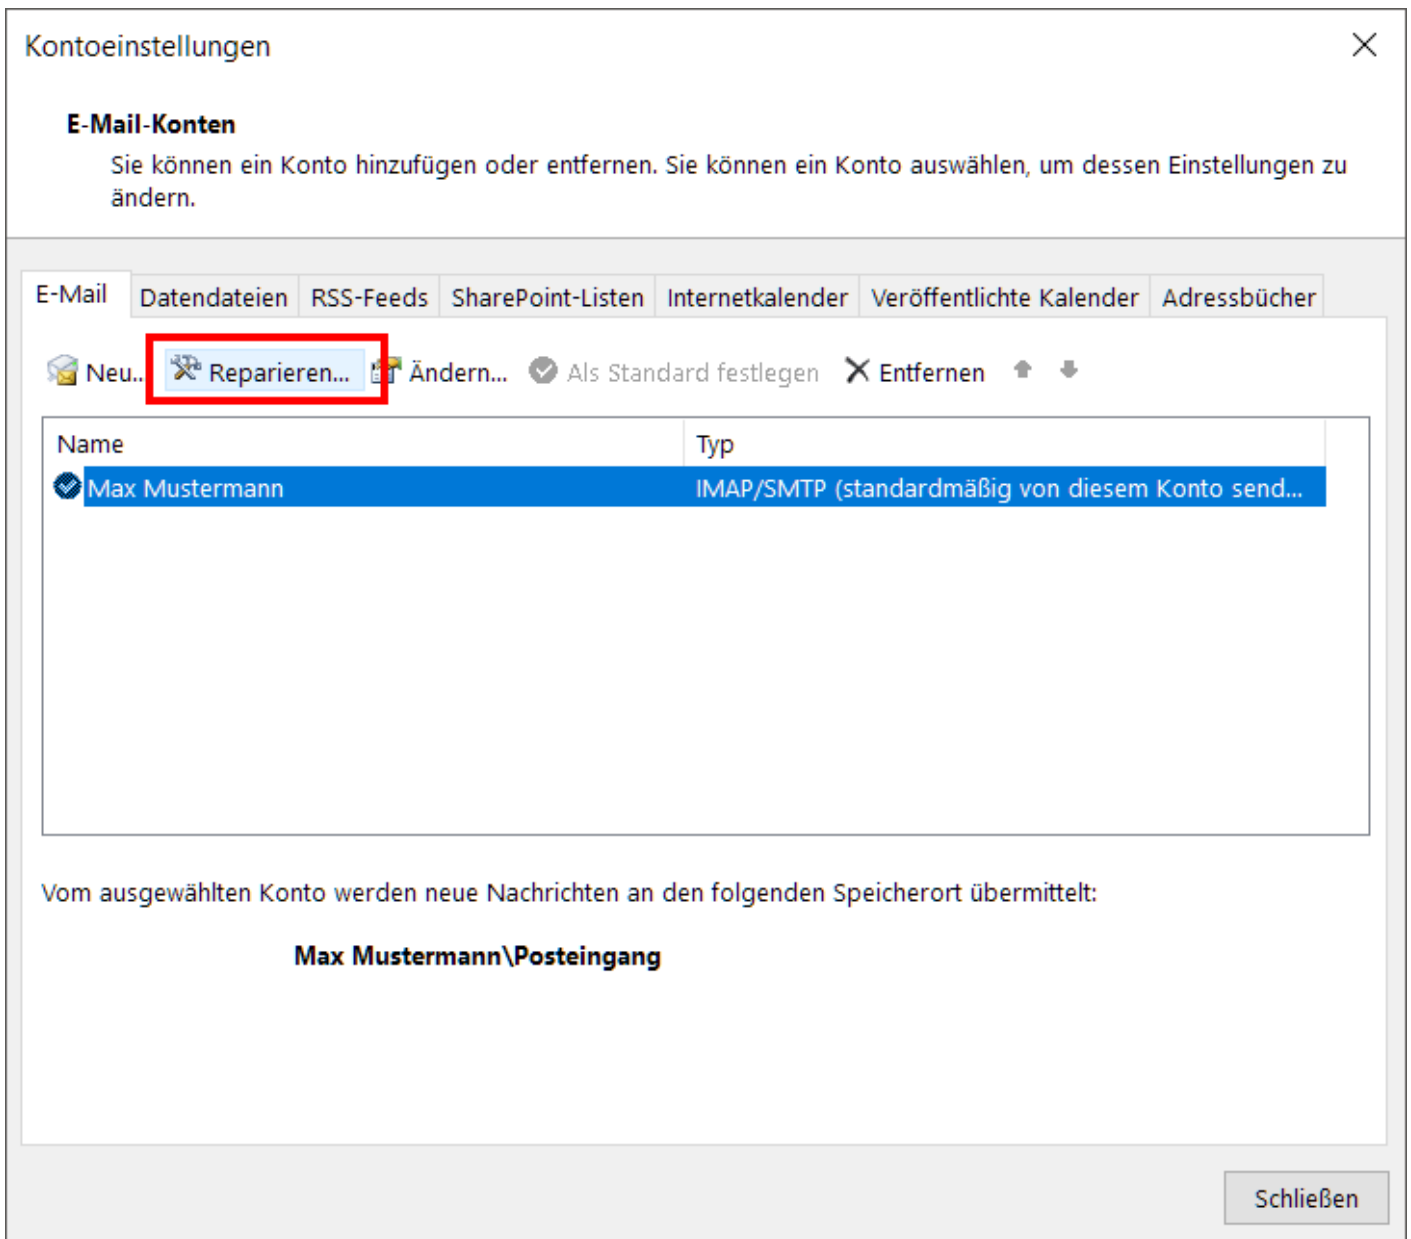 Kontoeinstellungen
E-Mail-Konten
Sie können ein Konto hinzufügen oder entfernen. Sie können ein Konto auswählen, um dessen Einstellungen zu
ändern.
E-Mail Datendateien RSS-Feeds SharePoint-Listen Internetkalender Veröffentlichte Kalender Adressbücher
Neu... Reparieren... Ändern... Als Standard festlegen Entfernen
Name Typ
Max Mustermann IMAP/SMTP (standardmäßig von diesem Konto send...
Vom ausgewählten Konto werden neue Nachrichten an den folgenden Speicherort übermittelt:
Max Mustermann\Posteingang
Schließen